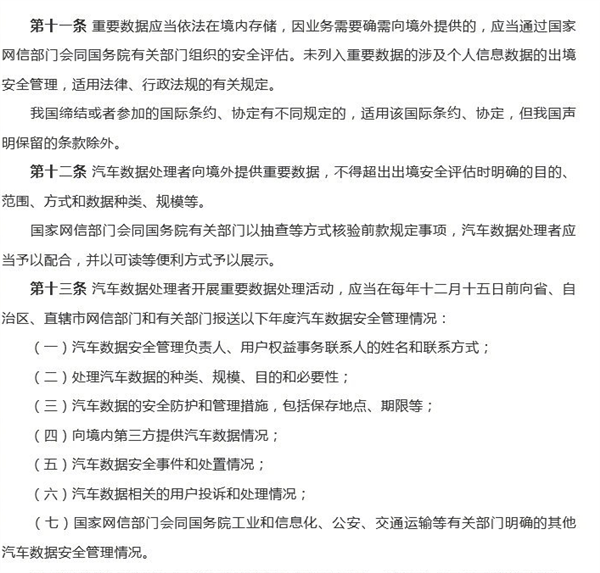 第十一条 重要数据应当依法在境内存储，因业务需要确需向境外提供的，应当通过国家
网信部门会同国务院有关部门组织的安全评估。未列入重要数据的涉及个人信息数据的出境
安全管理，适用法律、行政法规的有关规定。
我国缔结或者参加的国际条约、协定有不同规定的，适用该国际条约、协定，但我国声
明保留的条款除外。
第十二条 汽车数据处理者向境外提供重要数据，不得超出出境安全评估时明确的目的、
范围、方式和数据种类、规模等。
国家网信部门会同国务院有关部门以抽查等方式核验前款规定事项，汽车数据处理者应
当予以配合，并以可读等便利方式予以展示。
第十三条 汽车数据处理者开展重要数据处理活动，应当在每年十二月十五日前向省、自
治区、直辖市网信部门和有关部门报送以下年度汽车数据安全管理情况：
（一）汽车数据安全管理负责人、用户权益事务联系人的姓名和联系方式；
（二）处理汽车数据的种类、规模、目的和必要性；
（三）汽车数据的安全防护和管理措施，包括保存地点、期限等；
（四）向境内第三方提供汽车数据情况；
（五）汽车数据安全事件和处置情况；
（六）汽车数据相关的用户投诉和处理情况；
（七）国家网信部门会同国务院工业和信息化、公安、交通运输等有关部门明确的其他
汽车数据安全管理情况。